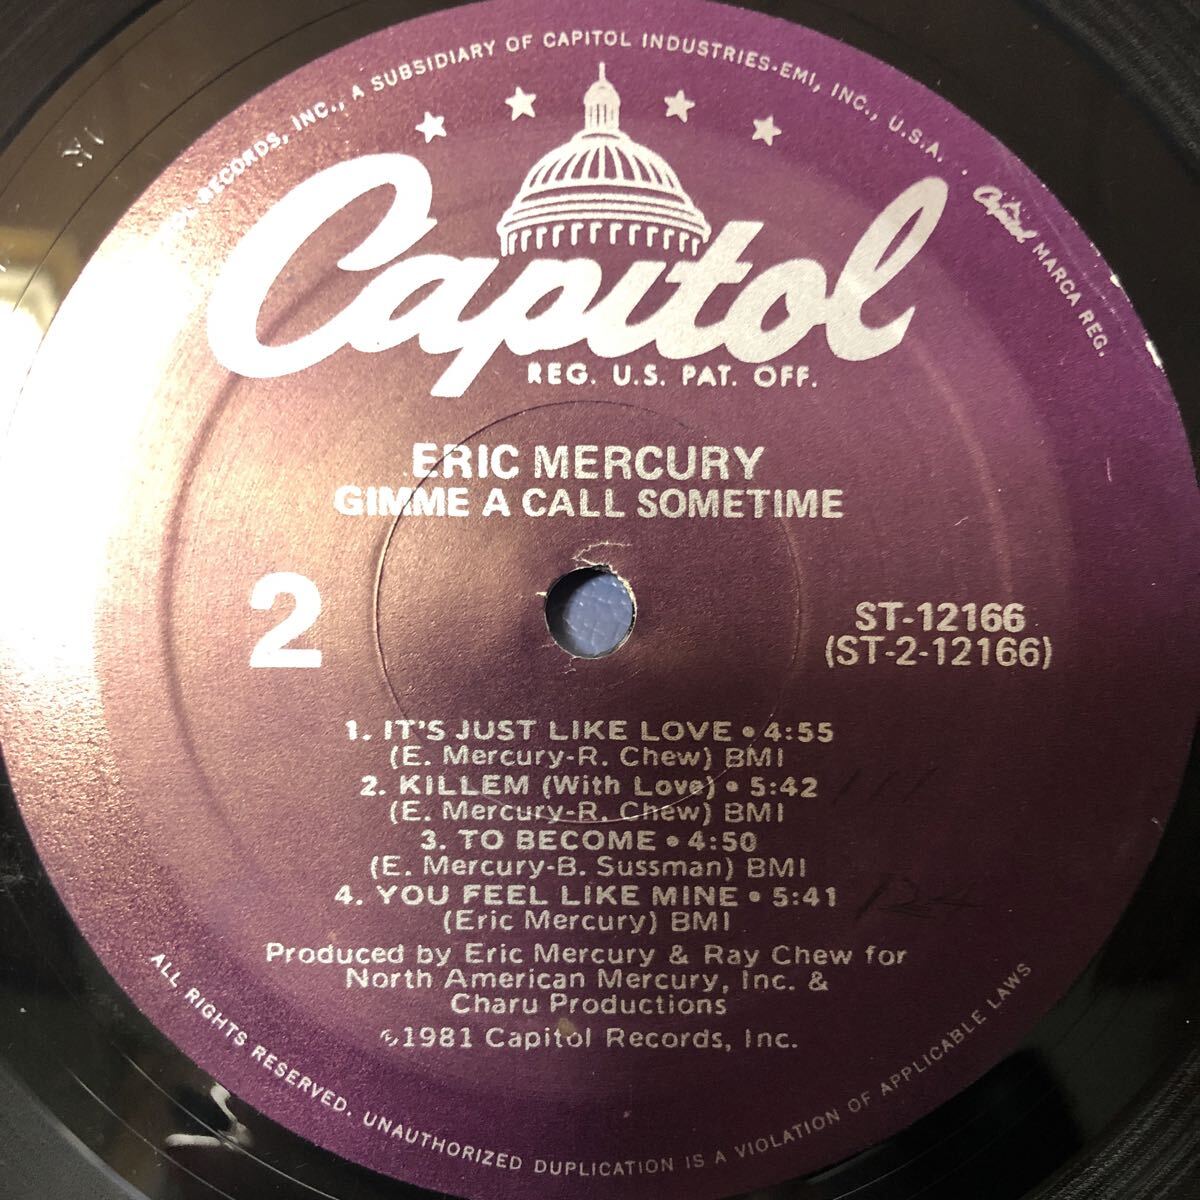 RECORDS, INC., A SUBSIDIARY OF CAPITOL INDUSTRIES-EMI, INC., U.S.A.
Capitol MARCA REG.
Capitol
REG. U.S. PAT. OFF.
ERIC MERCURY
GIMME A CALL SOMETIME
2
ST-12166
(ST-2-12166)
1. IT'S JUST LIKE LOVE • 4:55
(E. Mercury-R. Chew) BMI
2. KILLEM (With Love) • 5:42
(E. Mercury-R. Chew) BMI
3. TO BECOME • 4:50
(E. Mercury-B. Sussman) BMI
4. YOU FEEL LIKE MINE • 5:41
(Eric Mercury) BMI
Produced by Eric Mercury & Ray Chew for
North American Mercury, Inc. &
Charu Productions
1981 Capitol Records, Inc.
ALL RIGHTS RESERVED. UNAUTHORIZED DUPLICATION IS A VIOLATION OF APPLICABLE LAWS